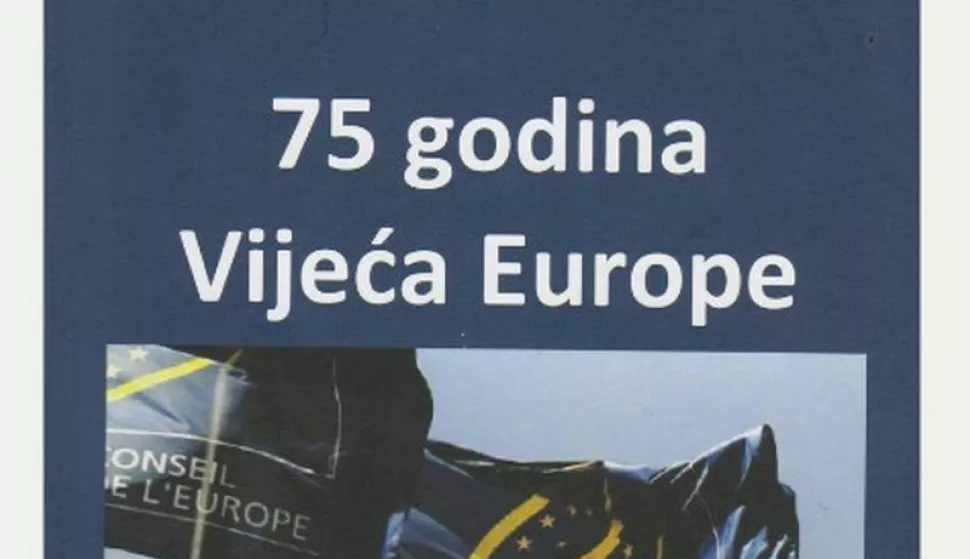 75 godina
Vijeća Europe
CONSEIL
DE L'EUROPE